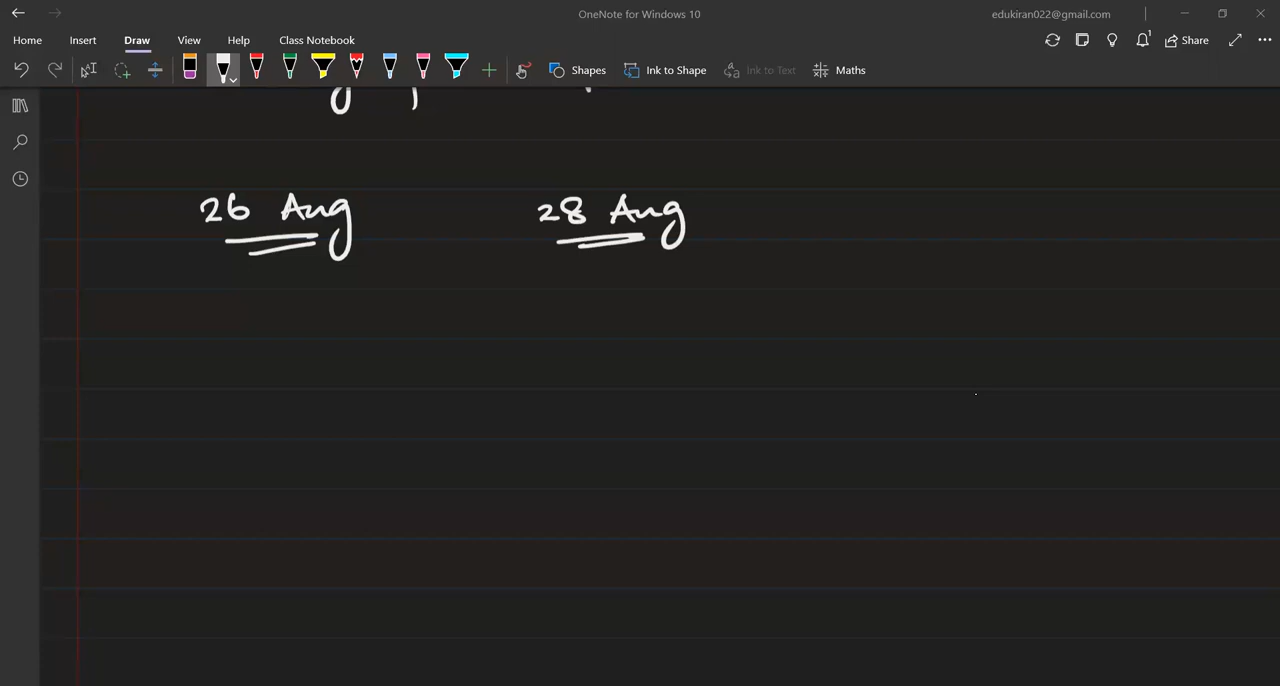 OneNote for Windows 10
edukiran022@gmail.com
Home Insert Draw View Help Class Notebook
1 Share
Shapes Ink to Shape Ink to Text Maths
26 Aug 28 Aug